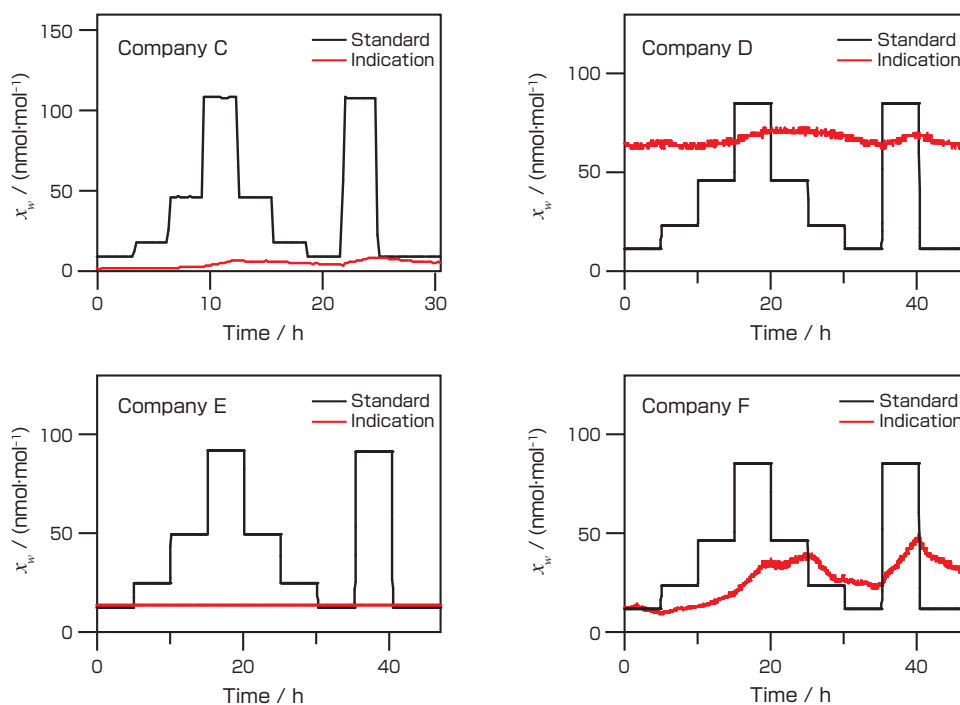 Company C
Standard
Indication
150
100
50
0
0 10 20 30
Time / h
x_w / (nmol·mol⁻¹)
Company D
Standard
Indication
100
50
0
0 20 40
Time / h
x_w / (nmol·mol⁻¹)
Company E
Standard
Indication
100
50
0
0 20 40
Time / h
x_w / (nmol·mol⁻¹)
Company F
Standard
Indication
100
50
0
0 20 40
Time / h
x_w / (nmol·mol⁻¹)